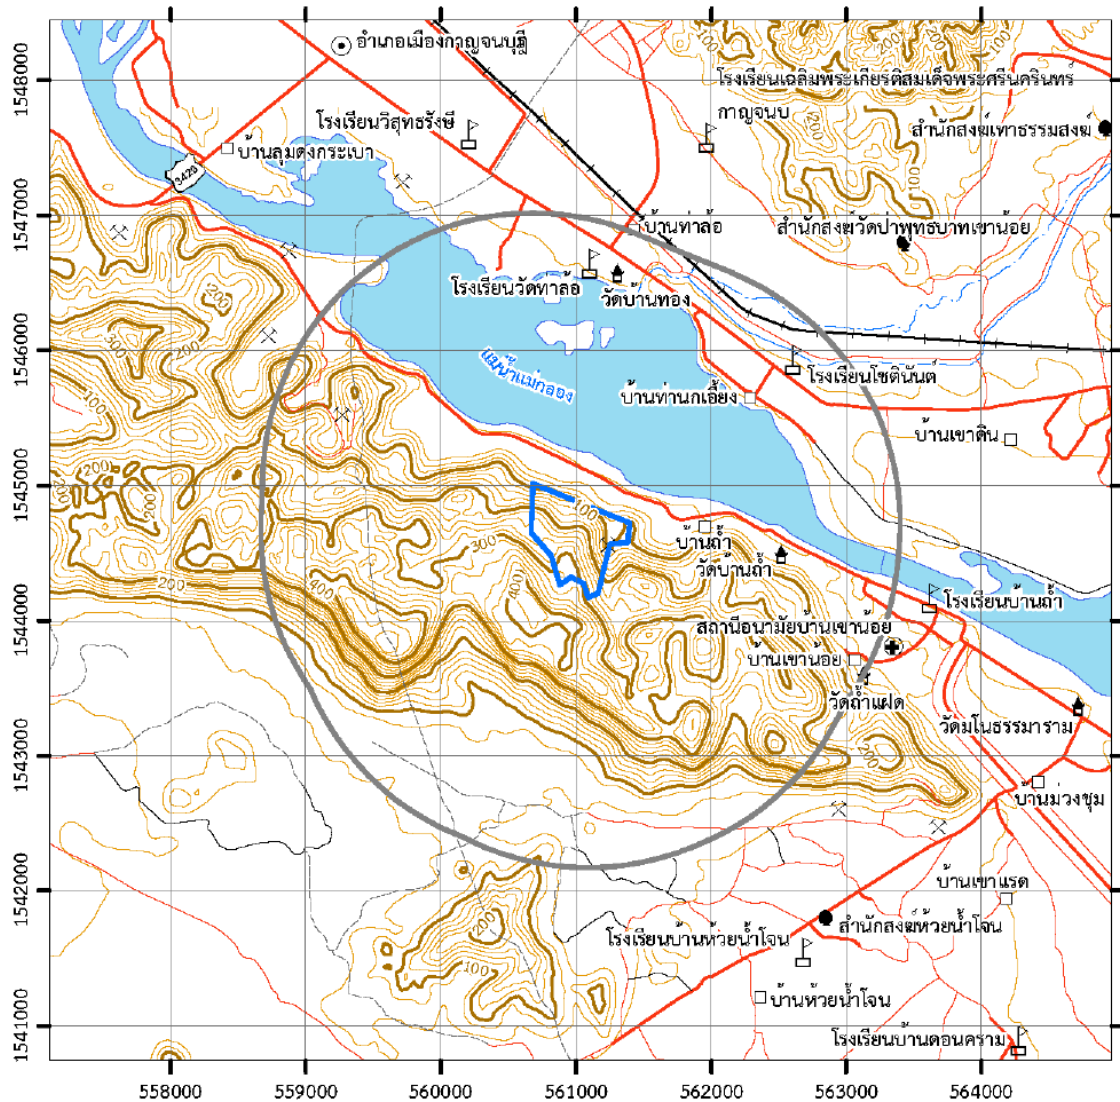 1548000
1547000
1546000
1545000
1544000
1543000
1542000
1541000
558000
559000
560000
561000
562000
563000
564000
อำเภอเมืองกาญจนบุรี
โรงเรียนเฉลิมพระเกียรติสมเด็จพระศรีนครินทร์
กาญจนบ
โรงเรียนวิสุทธรังษี
สำนักสงฆ์เทาธรรมสงฆ์
บ้านลุมดงกระเบา
3429
บ้านท่าล้อ
สำนักสงฆ์วัดป่าพุทธบาทเขาน้อย
โรงเรียนวัดท่าล้อ
วัดบ้านทอง
แม่น้ำแม่กลอง
โรงเรียนโชตินันต์
บ้านท่านกเอี้ยง
บ้านเขาดิน
บ้านถ้ำ
วัดบ้านถ้ำ
โรงเรียนบ้านถ้ำ
สถานีอนามัยบ้านเขาน้อย
บ้านเขาน้อย
วัดถ้ำแฝด
วัดมโนธรรมาราม
บ้านม่วงชุม
บ้านเขาแรด
สำนักสงฆ์ห้วยน้ำโจน
โรงเรียนบ้านห้วยน้ำโจน
บ้านห้วยน้ำโจน
โรงเรียนบ้านดอนคราม
100
200
200
100
200
100
200
300
200
100
200
200
200
200
100
300
400
400
200
200
100